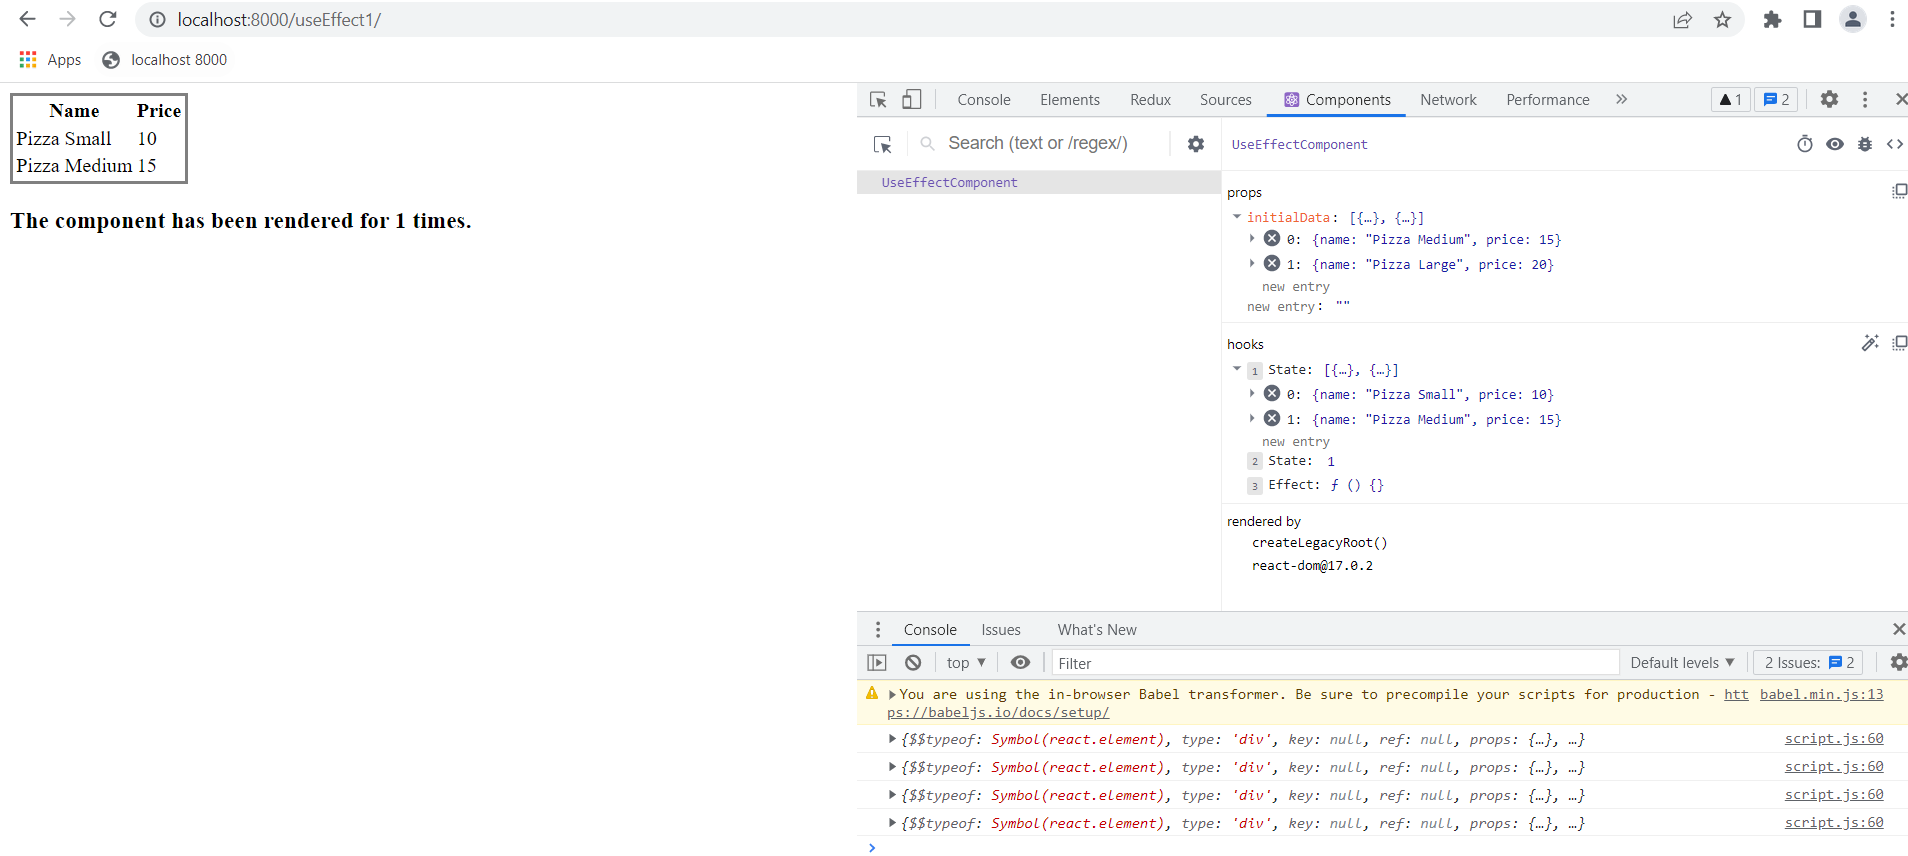 localhost:8000/useEffect1/
Apps localhost 8000
Name Price
Pizza Small 10
Pizza Medium 15
The component has been rendered for 1 times.
Console Elements Redux Sources Components Network Performance » 1 2
Search (text or /regex/)
UseEffectComponent
UseEffectComponent
props
initialData: [{…}, {…}]
0: {name: "Pizza Medium", price: 15}
1: {name: "Pizza Large", price: 20}
new entry
new entry: ""
hooks
1 State: [{…}, {…}]
0: {name: "Pizza Small", price: 10}
1: {name: "Pizza Medium", price: 15}
new entry
2 State: 1
3 Effect: ƒ () {}
rendered by
createLegacyRoot()
react-dom@17.0.2
Console Issues What's New
top ▼ Filter Default levels ▼ 2 Issues: 2
You are using the in-browser Babel transformer. Be sure to precompile your scripts for production - htt babel.min.js:13
ps://babeljs.io/docs/setup/
{$$typeof: Symbol(react.element), type: 'div', key: null, ref: null, props: {…}, …} script.js:60
{$$typeof: Symbol(react.element), type: 'div', key: null, ref: null, props: {…}, …} script.js:60
{$$typeof: Symbol(react.element), type: 'div', key: null, ref: null, props: {…}, …} script.js:60
{$$typeof: Symbol(react.element), type: 'div', key: null, ref: null, props: {…}, …} script.js:60